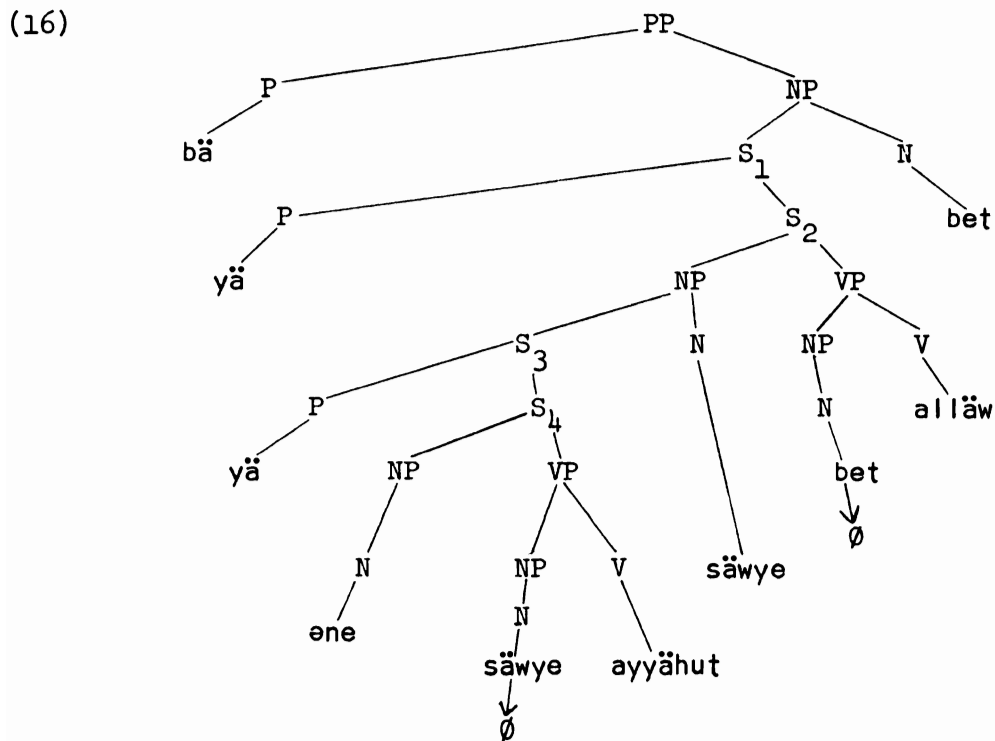 (16) PP
P NP
bä S1 N
P S2 bet
yä NP VP
S3 N NP V
P S4 N alläw
yä NP VP bet
Ø
N NP V säwye
əne N
säwye ayyähut
Ø